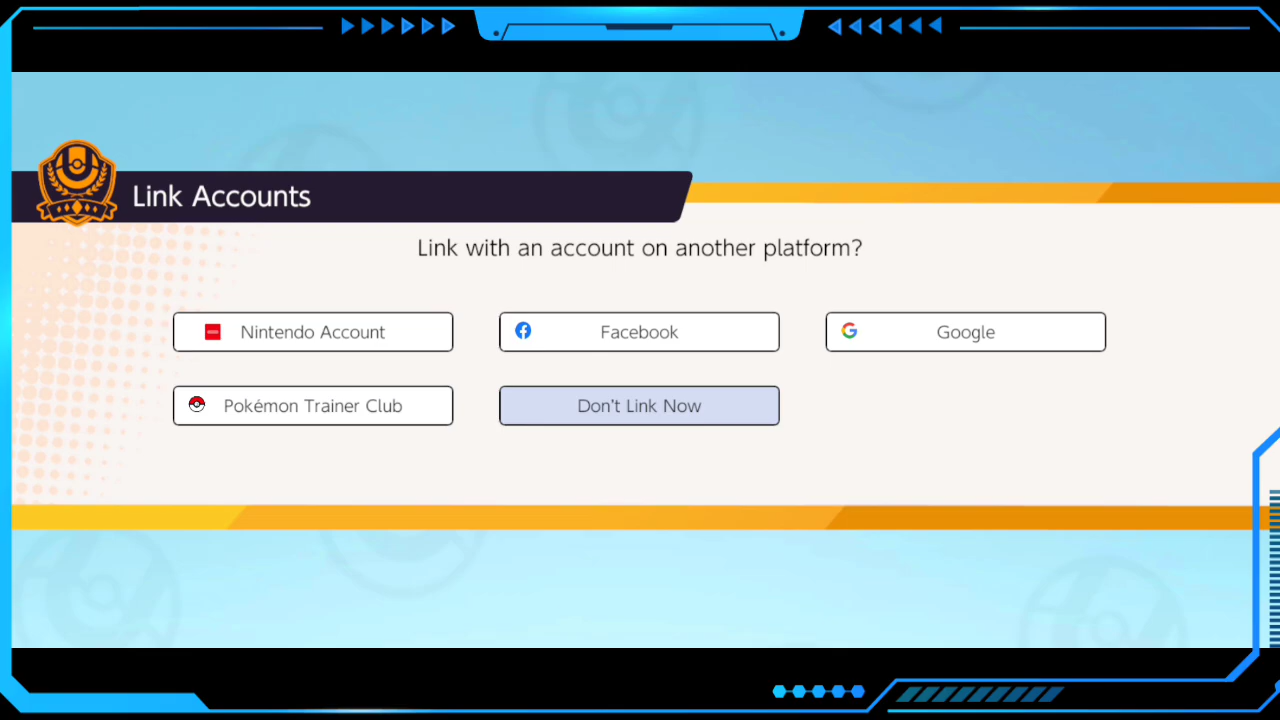 Link Accounts
Link with an account on another platform?
Nintendo Account
Facebook
Google
Pokémon Trainer Club
Don't Link Now